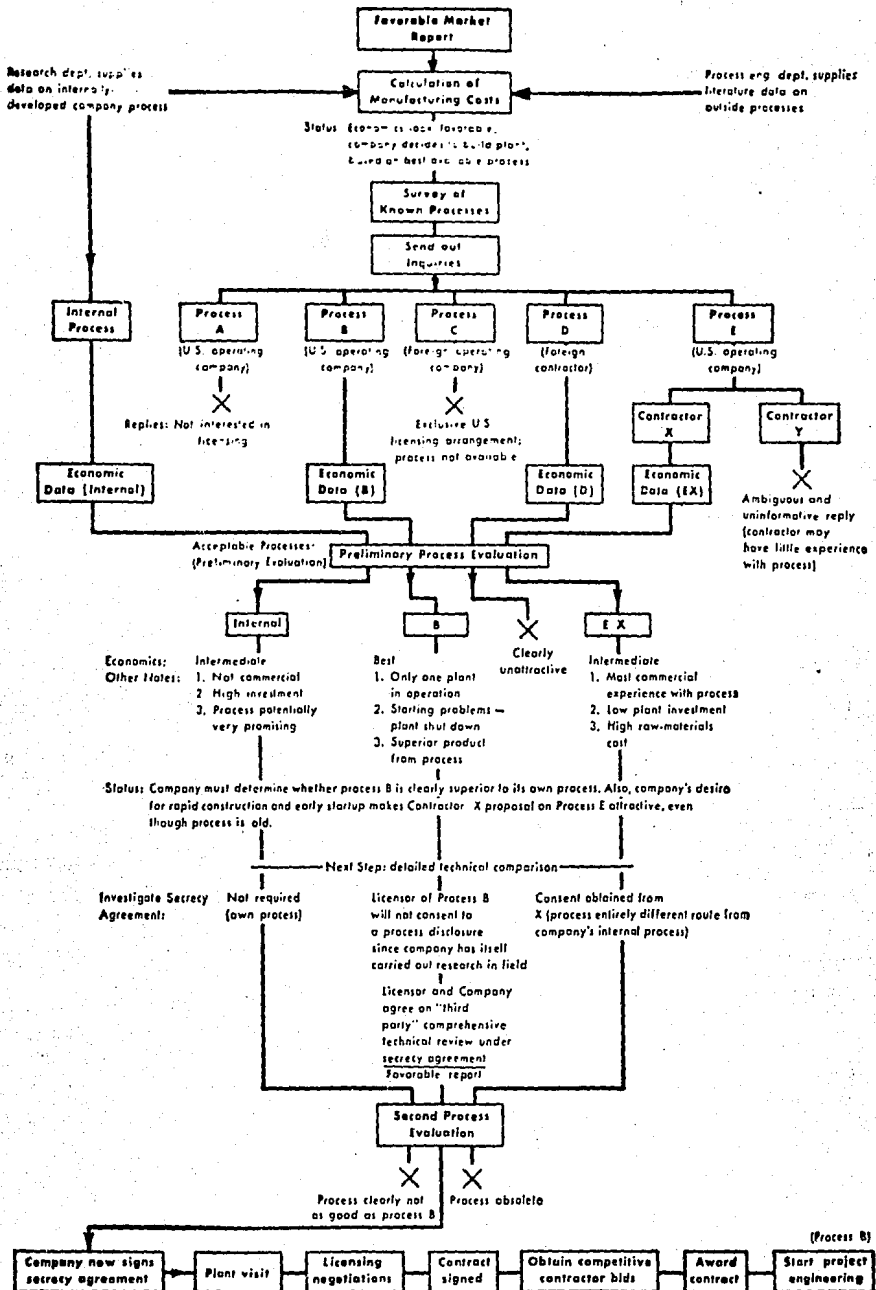 Favorable Market
Report
Research dept. supplies
data on internally-
developed company process
Calculation of
Manufacturing Costs
Process eng. dept. supplies
literature data on
outside processes
Status: Economics look favorable,
company decides to build plant,
based on best available process
Survey of
Known Processes
Send out
Inquiries
Internal
Process
Process
A
Process
B
Process
C
Process
D
Process
E
(U.S. operating
company)
(U.S. operating
company)
(Foreign operating
company)
(Foreign
contractor)
(U.S. operating
company)
Replies: Not interested in
licensing
Exclusive U.S
licensing arrangement;
process not available
Contractor
X
Contractor
Y
Economic
Data (Internal)
Economic
Data (B)
Economic
Data (D)
Economic
Data (EX)
Ambiguous and
uninformative reply
(contractor may
have little experience
with process)
Acceptable Processes:
(Preliminary Evaluation)
Preliminary Process Evaluation
Internal
B
Clearly
unattractive
EX
Economics:
Other Notes:
Intermediate
1. Not commercial
2 High investment
3. Process potentially
very promising
Best
1. Only one plant
in operation
2. Starting problems —
plant shut down
3. Superior product
from process
Intermediate
1. Most commercial
experience with process
2. Low plant investment
3. High raw-materials
cost
Status: Company must determine whether process B is clearly superior to its own process. Also, company's desire
for rapid construction and early startup makes Contractor X proposal on Process E attractive, even
though process is old.
Next Step: detailed technical comparison
Investigate Secrecy
Agreement:
Not required
(own process)
Licensor of Process B
will not consent to
a process disclosure
since company has itself
carried out research in field
Consent obtained from
X (process entirely different route from
company's internal process)
Licensor and Company
agree on "third
party" comprehensive
technical review under
secrecy agreement
Favorable report
Second Process
Evaluation
Process clearly not
as good as process B
Process obsolete
(Process B)
Company now signs
secrecy agreement
Plant visit
Licensing
negotiations
Contract
signed
Obtain competitive
contractor bids
Award
contract
Start project
engineering